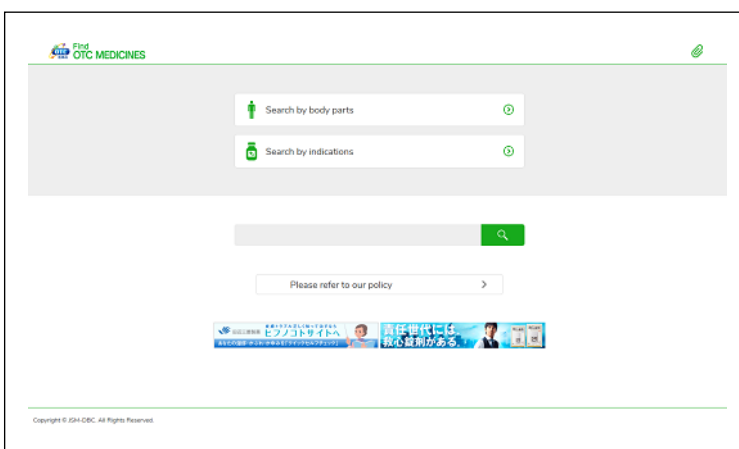 Find
OTC MEDICINES
Search by body parts
Search by indications
Please refer to our policy
ヒフノコトサイトへ
責任世代には、
救心錠剤がある。
Copyright © JSM-DBC. All Rights Reserved.